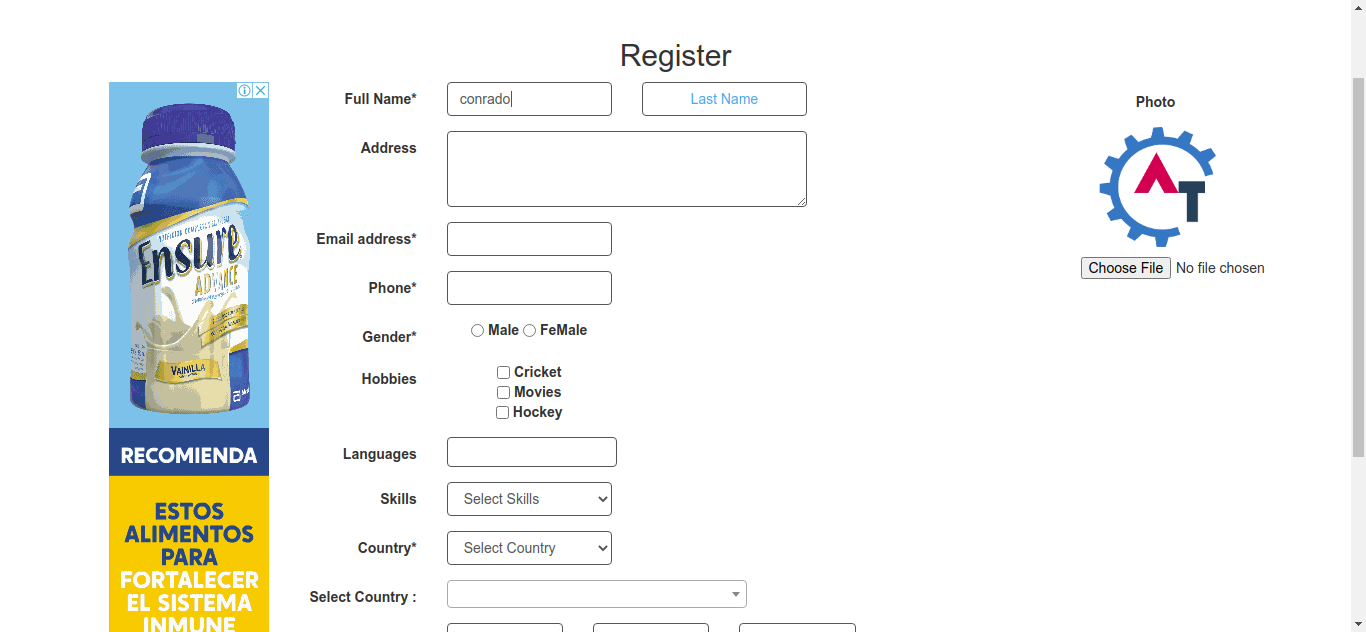 Register
Full Name*
conrado
Last Name
Address
Email address*
Phone*
Gender*
Male
FeMale
Hobbies
Cricket
Movies
Hockey
Languages
Skills
Select Skills
Country*
Select Country
Select Country :
Photo
AT
Choose File No file chosen
Ensure
ADVANCE
VAINILLA
RECOMIENDA
ESTOS
ALIMENTOS
PARA
FORTALECER
EL SISTEMA
INMUNE